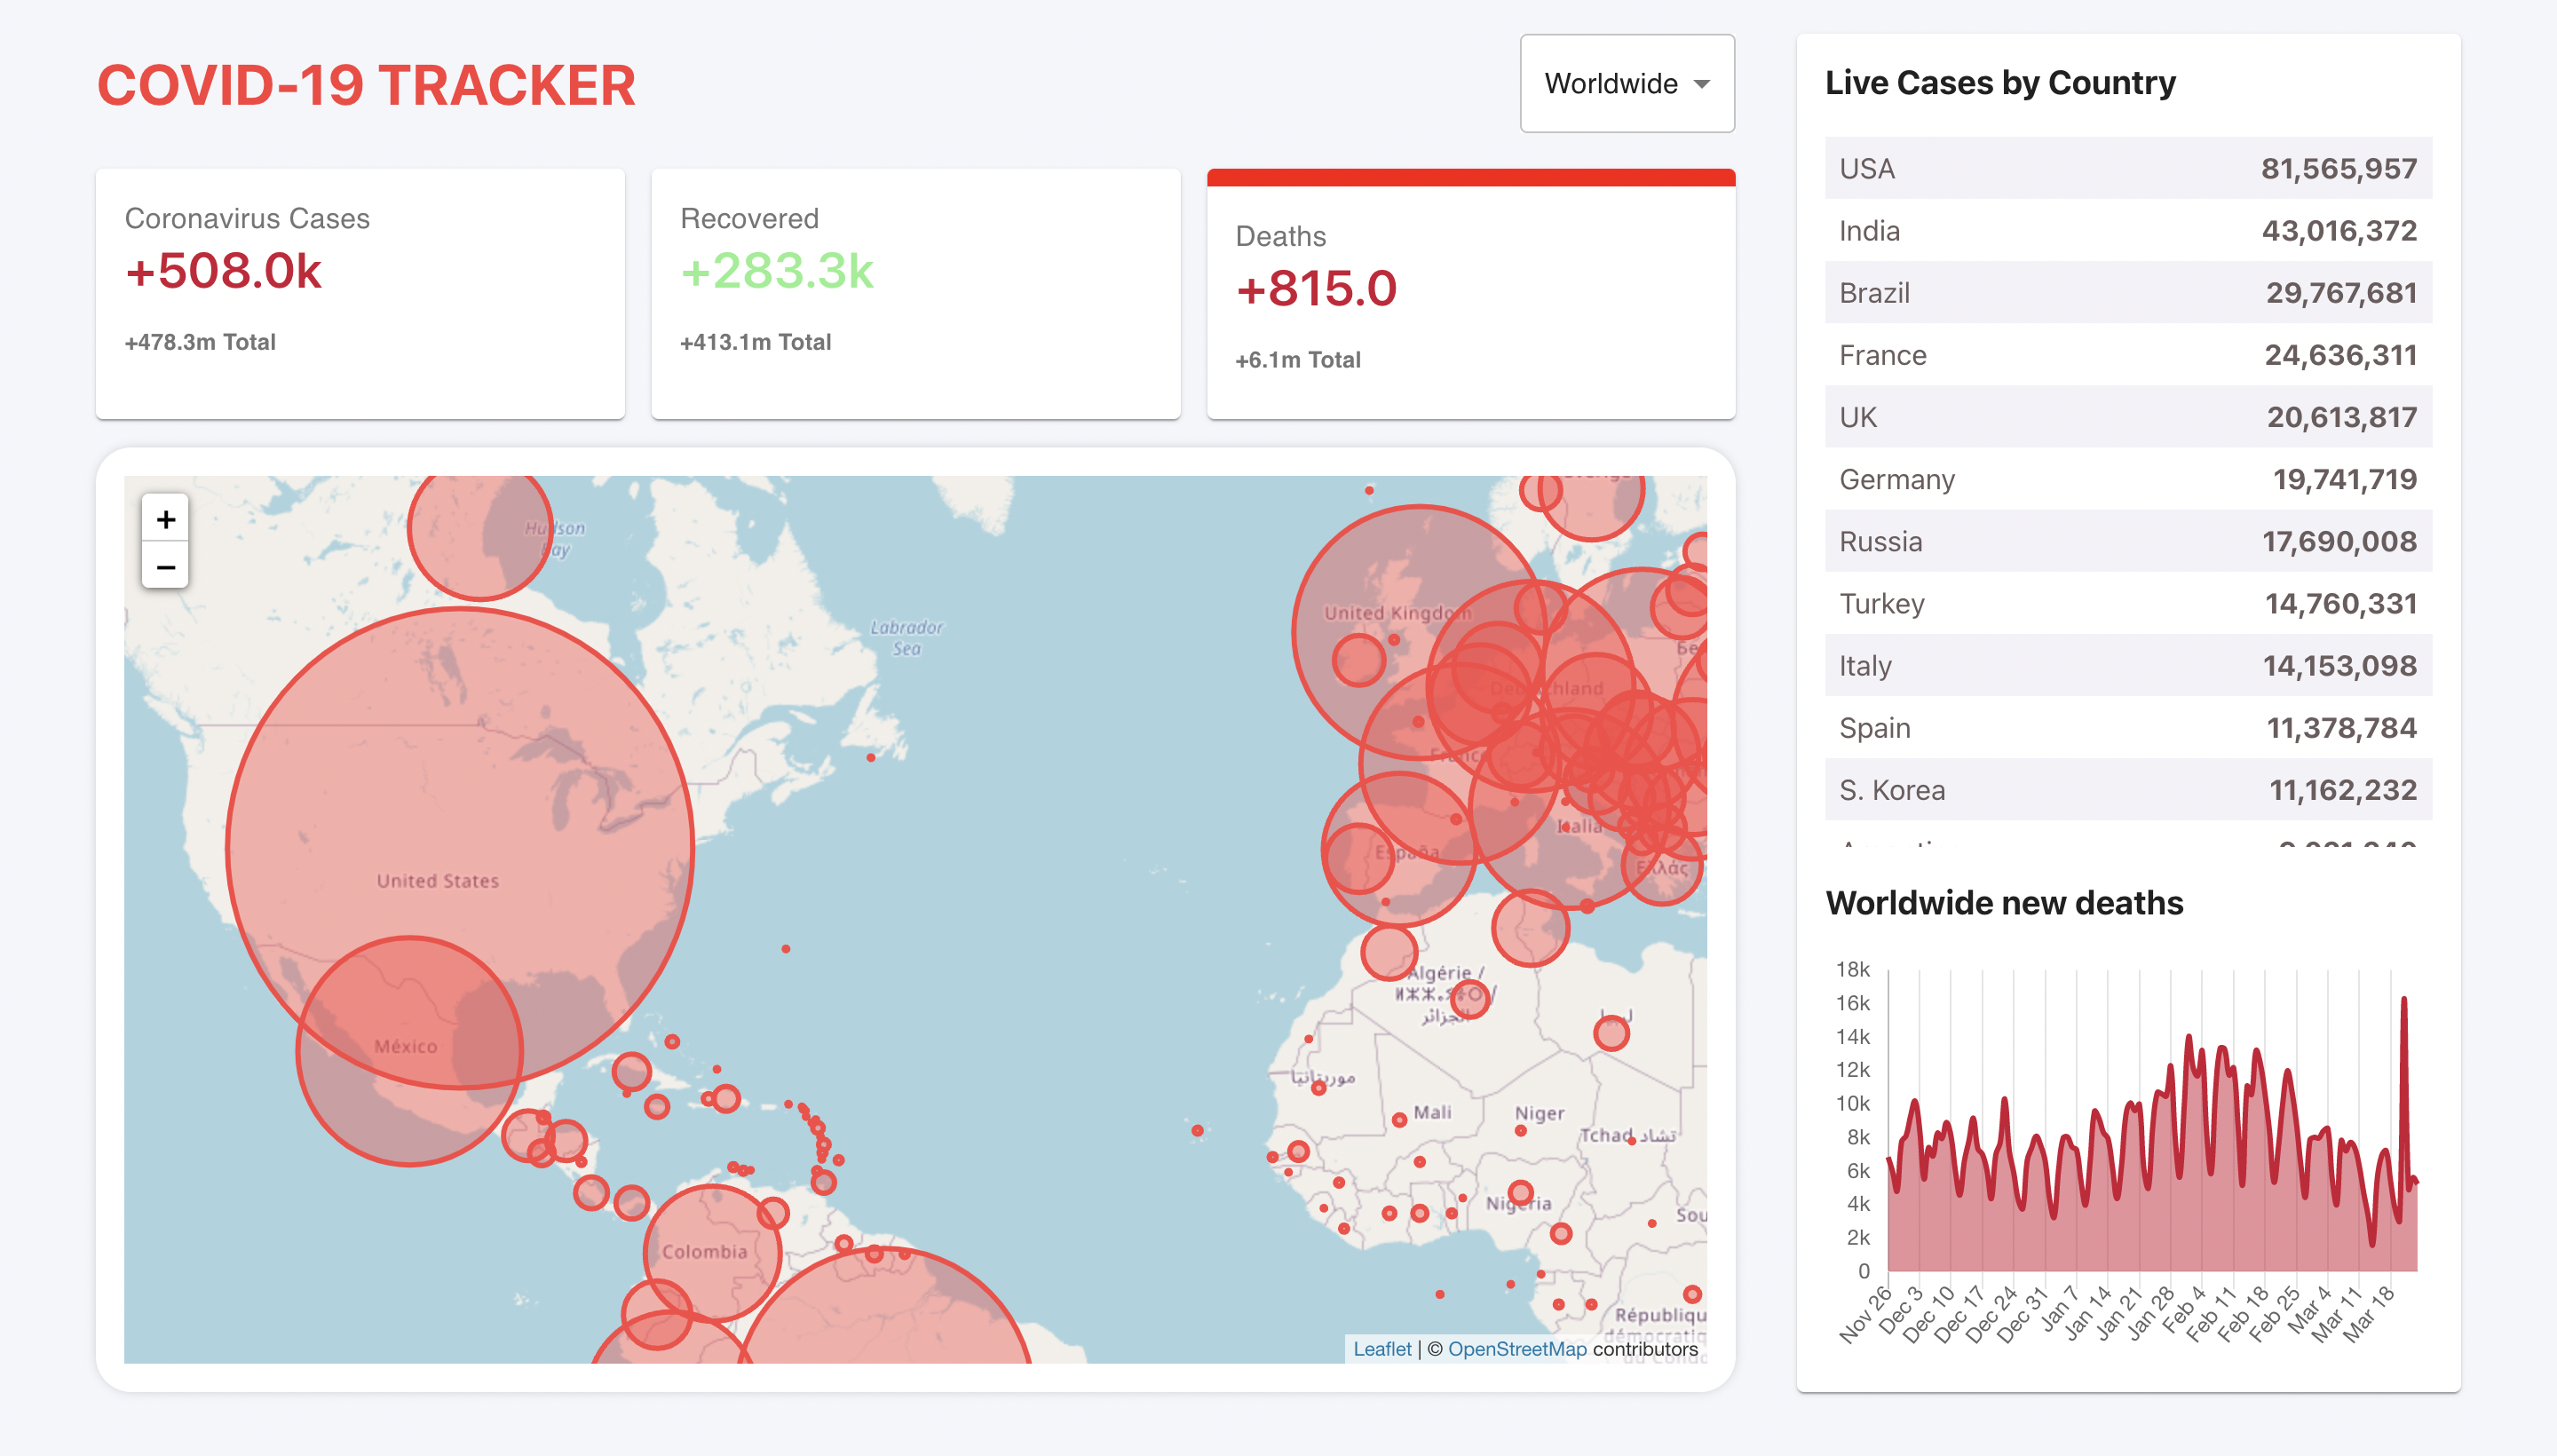 COVID-19 TRACKER
Worldwide
Coronavirus Cases
+508.0k
+478.3m Total
Recovered
+283.3k
+413.1m Total
Deaths
+815.0
+6.1m Total
+
−
Hudson
Bay
Labrador
Sea
United States
México
Colombia
United Kingdom
Deutschland
France
España
Italia
Ελλάς
Algérie /
الجزائر
ليبيا
موريتانيا
Mali
Niger
Tchad تشاد
Nigeria
Sou
Républiqu
démocratiq
du Congo
Leaflet | © OpenStreetMap contributors
Live Cases by Country
USA 81,565,957
India 43,016,372
Brazil 29,767,681
France 24,636,311
UK 20,613,817
Germany 19,741,719
Russia 17,690,008
Turkey 14,760,331
Italy 14,153,098
Spain 11,378,784
S. Korea 11,162,232
Worldwide new deaths
18k
16k
14k
12k
10k
8k
6k
4k
2k
0
Nov 26
Dec 3
Dec 10
Dec 17
Dec 24
Dec 31
Jan 7
Jan 14
Jan 21
Jan 28
Feb 4
Feb 11
Feb 18
Feb 25
Mar 4
Mar 11
Mar 18